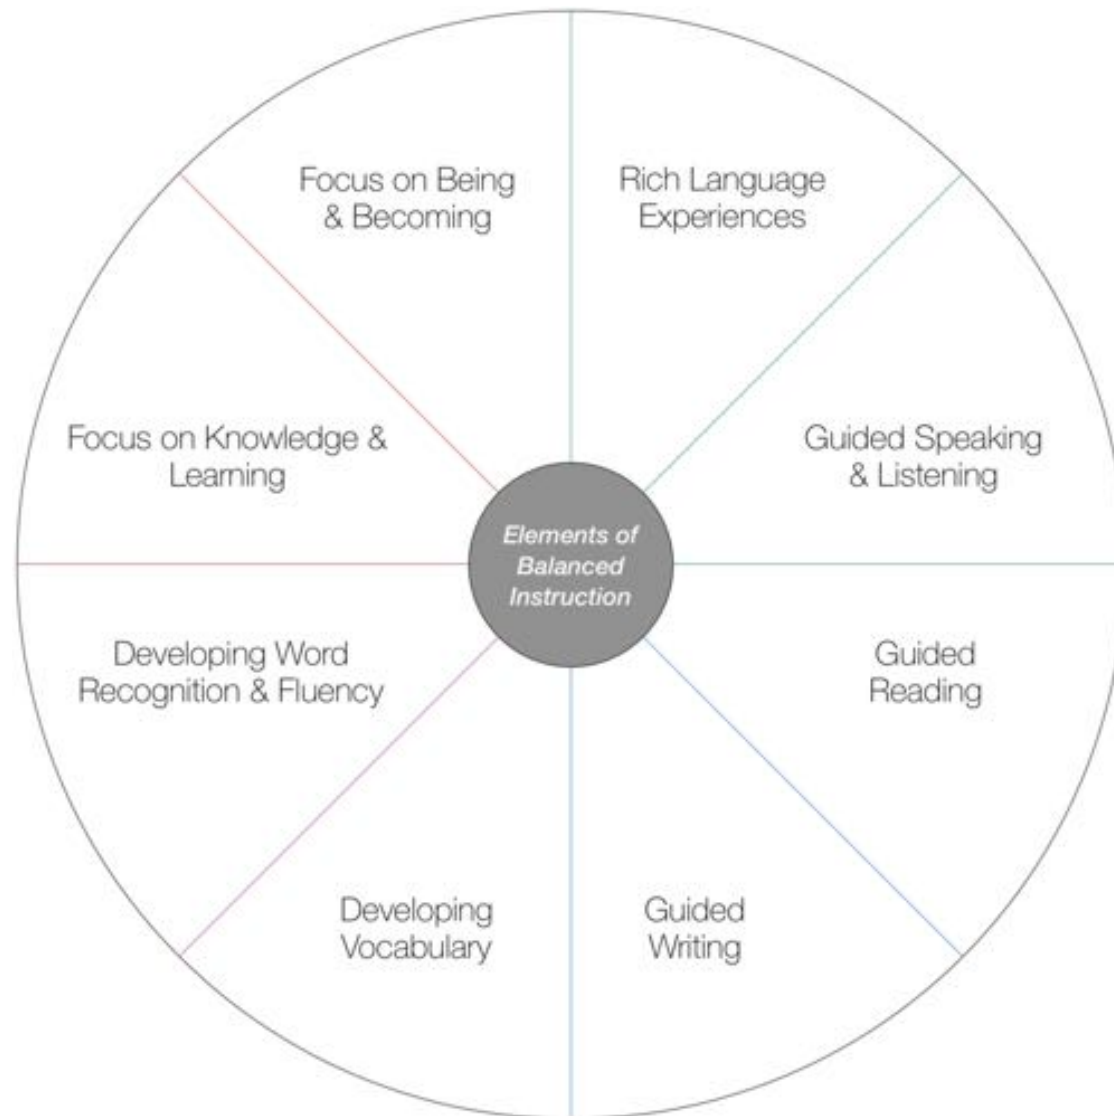 Focus on Being
& Becoming
Rich Language
Experiences
Focus on Knowledge &
Learning
Guided Speaking
& Listening
Elements of
Balanced
Instruction
Developing Word
Recognition & Fluency
Guided
Reading
Developing
Vocabulary
Guided
Writing